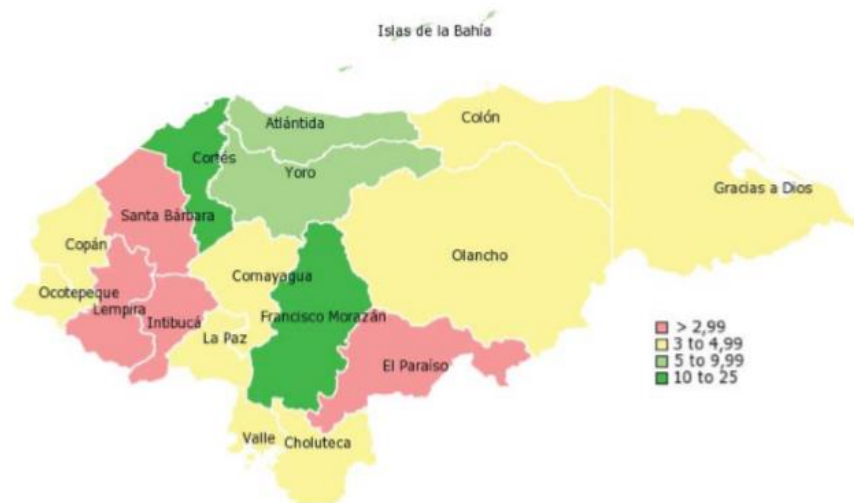 Islas de la Bahía
Atlántida
Colón
Cortés
Yoro
Gracias a Dios
Santa Bárbara
Copán
Olancho
Comayagua
Ocotepeque
Lempira
Intibucá
Francisco Morazán
La Paz
El Paraíso
Valle
Choluteca
> 2,99
3 to 4,99
5 to 9,99
10 to 25